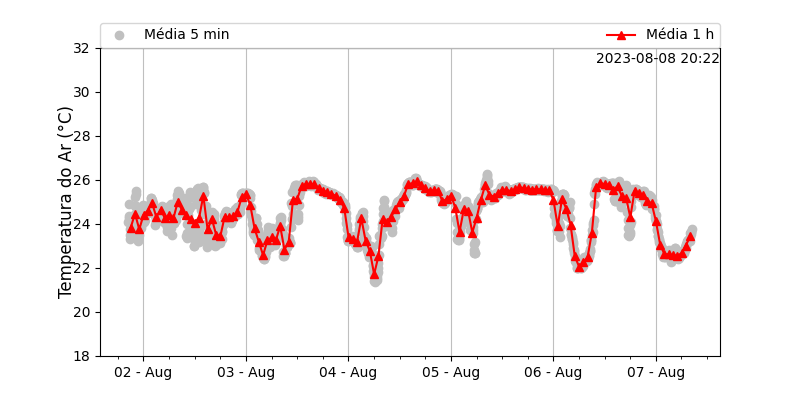 Média 5 min
Média 1 h
2023-08-08 20:22
Temperatura do Ar (°C)
32
30
28
26
24
22
20
18
02 - Aug
03 - Aug
04 - Aug
05 - Aug
06 - Aug
07 - Aug